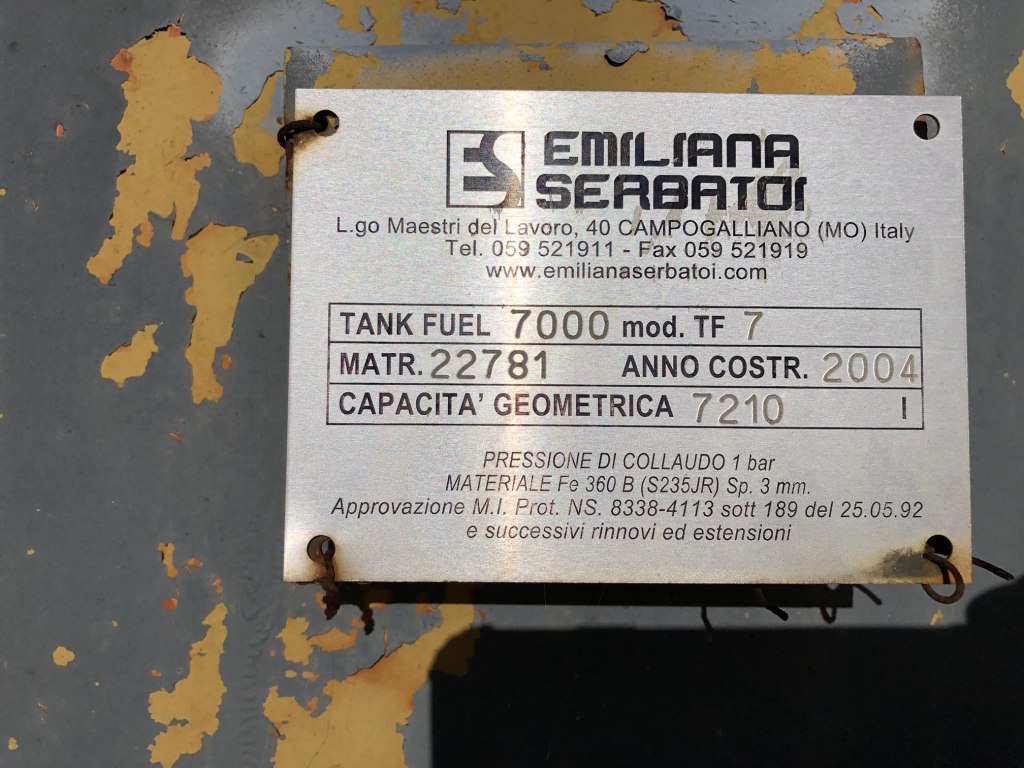 ES EMILIANA
SERBATOI
L.go Maestri del Lavoro, 40 CAMPOGALLIANO (MO) Italy
Tel. 059 521911 - Fax 059 521919
www.emilianaserbatoi.com
TANK FUEL 7000 mod. TF 7
MATR. 22781 ANNO COSTR. 2004
CAPACITA' GEOMETRICA 7210 l
PRESSIONE DI COLLAUDO 1 bar
MATERIALE Fe 360 B (S235JR) Sp. 3 mm.
Approvazione M.I. Prot. NS. 8338-4113 sott 189 del 25.05.92
e successivi rinnovi ed estensioni